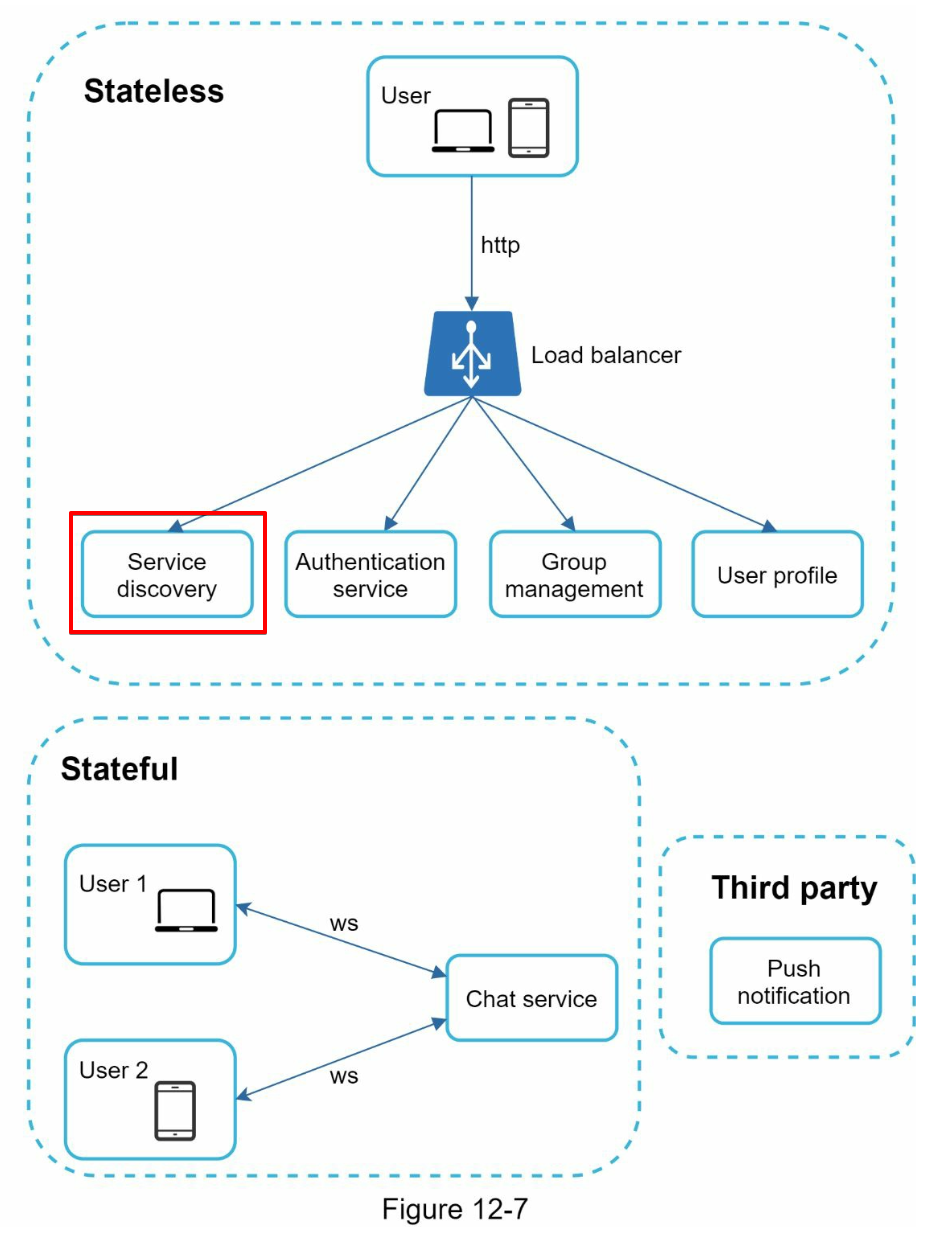 Stateless
User
http
Load balancer
Service
discovery
Authentication
service
Group
management
User profile
Stateful
User 1
ws
Chat service
User 2
ws
Third party
Push
notification
Figure 12-7